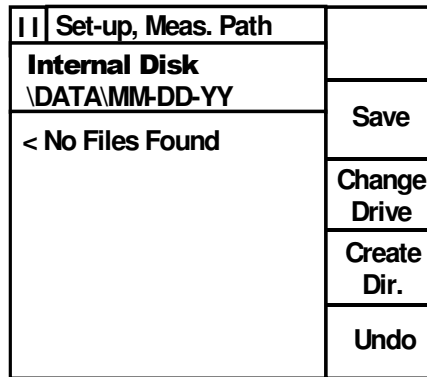 II Set-up, Meas. Path
Internal Disk
\DATA\MM-DD-YY
< No Files Found
Save
Change
Drive
Create
Dir.
Undo